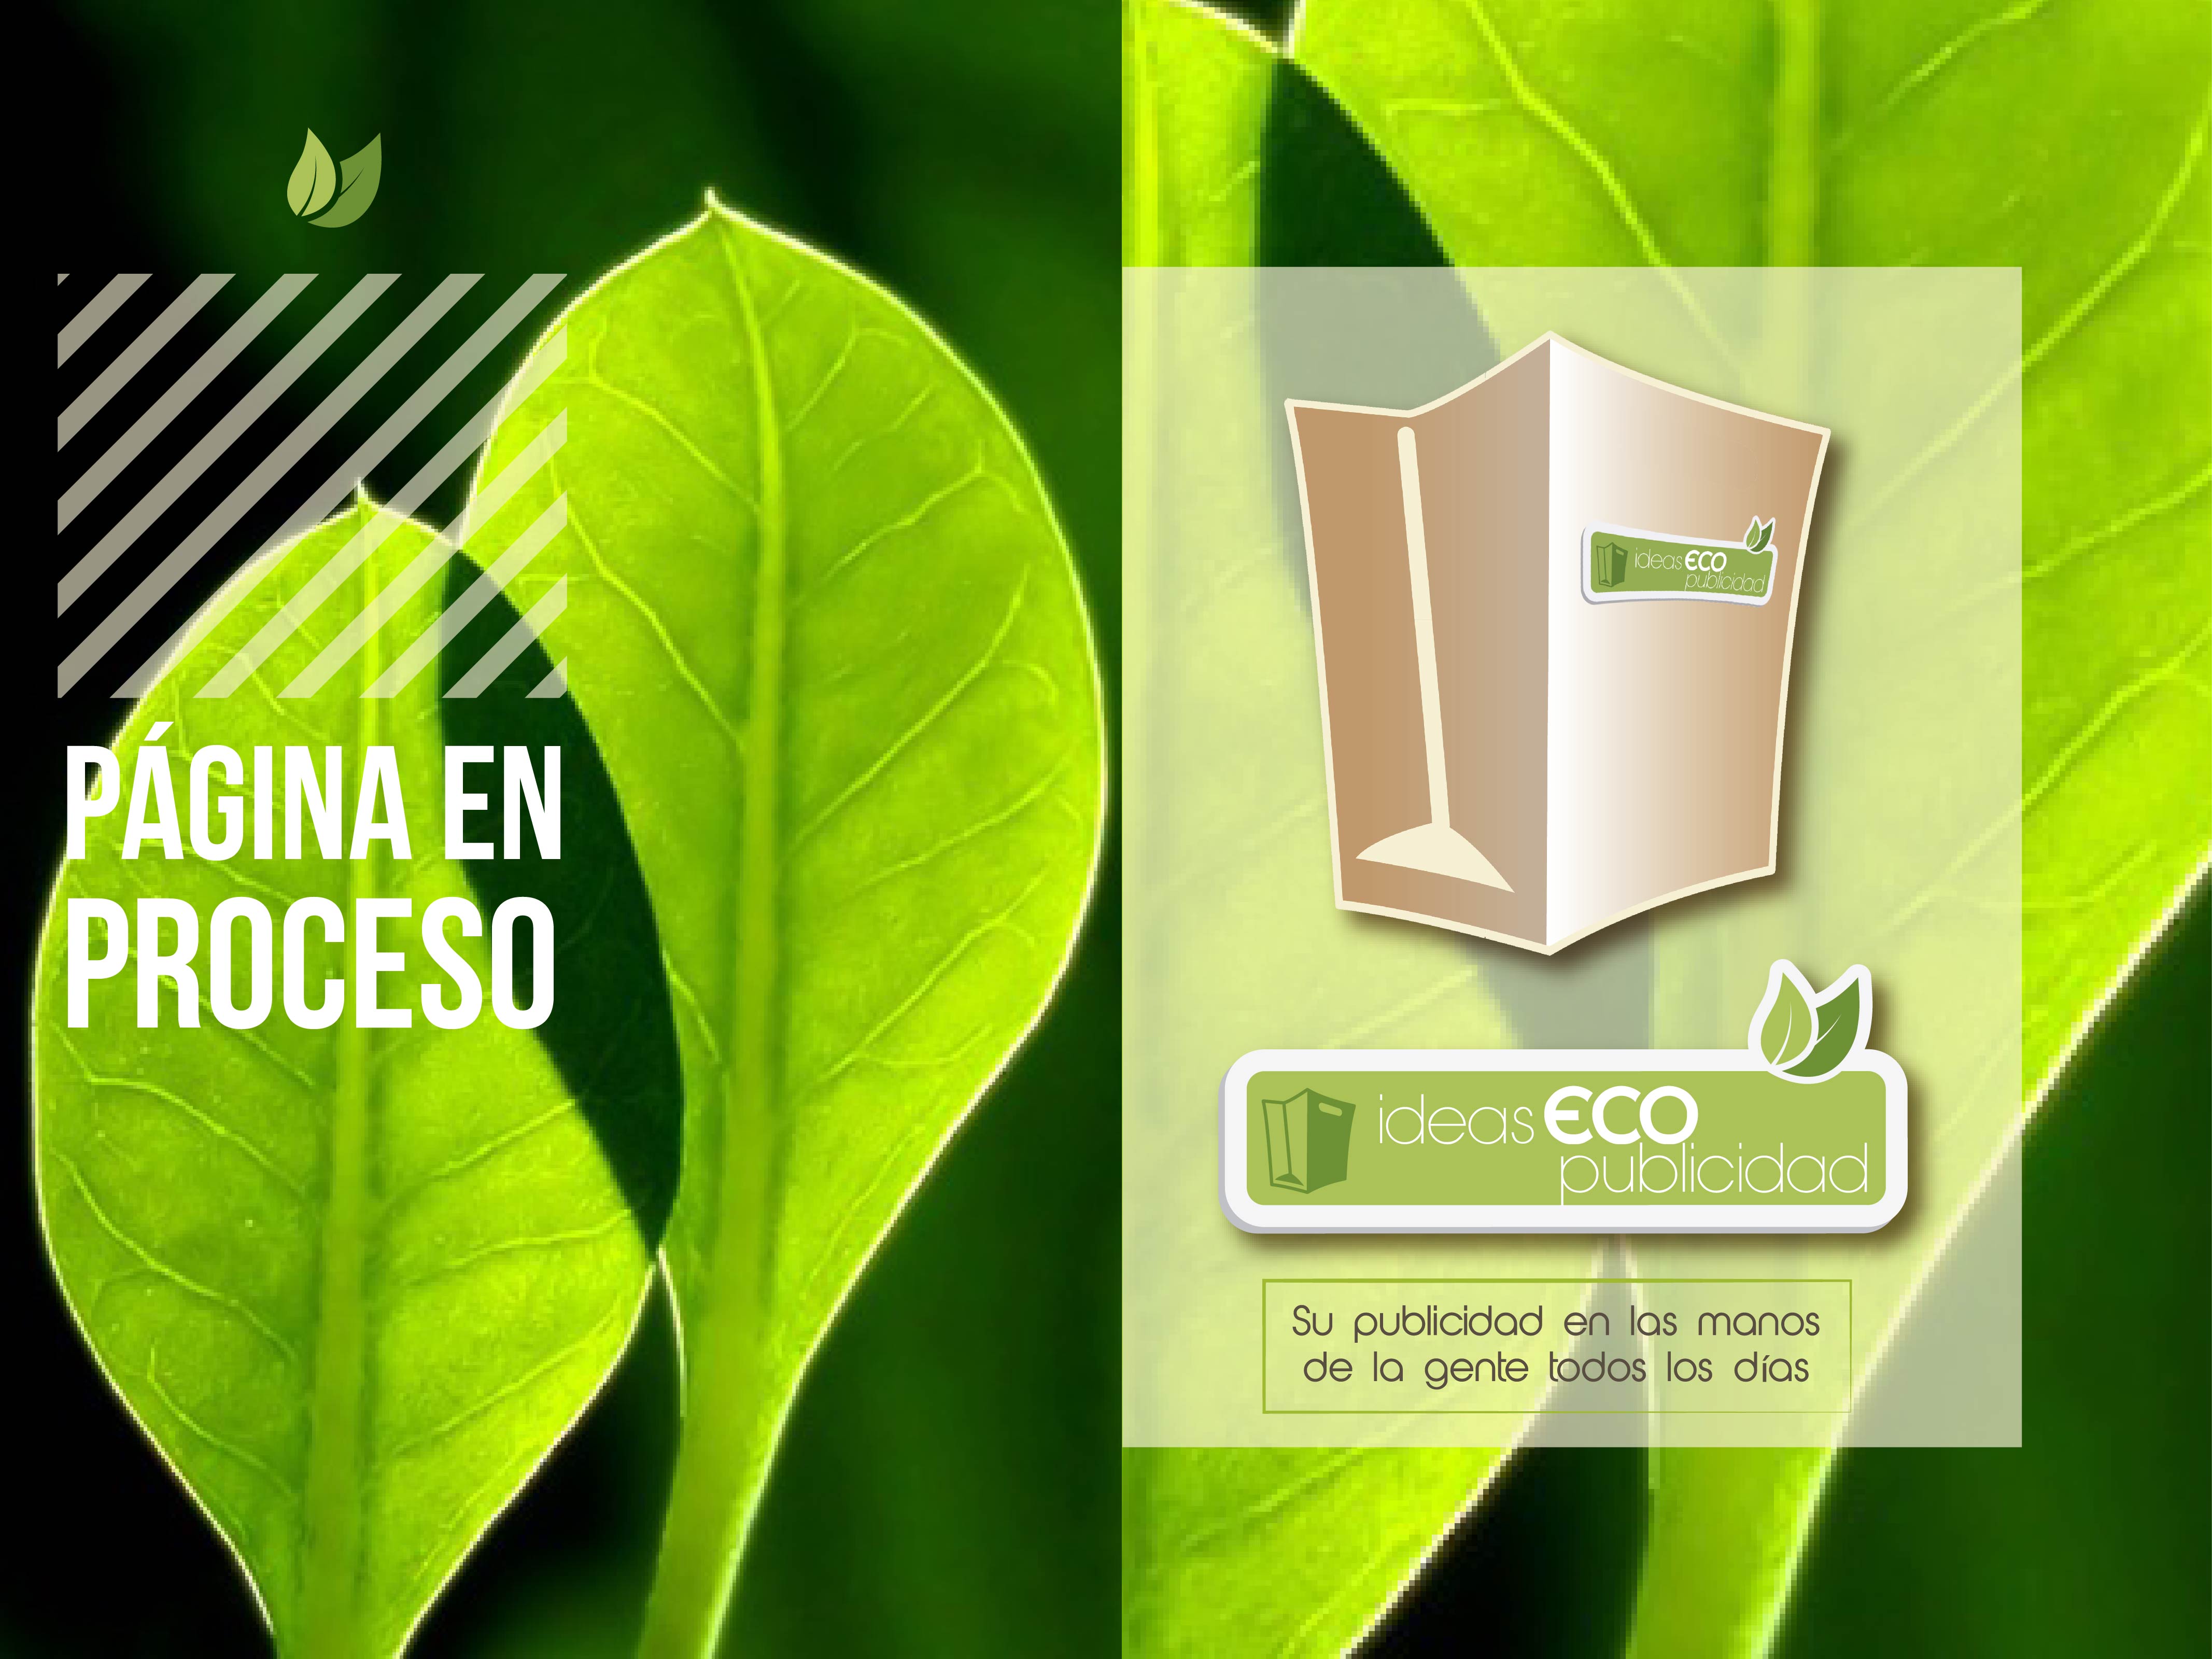 PÁGINA EN
PROCESO
ideas ECO
publicidad
ideas ECO
publicidad
Su publicidad en las manos
de la gente todos los días